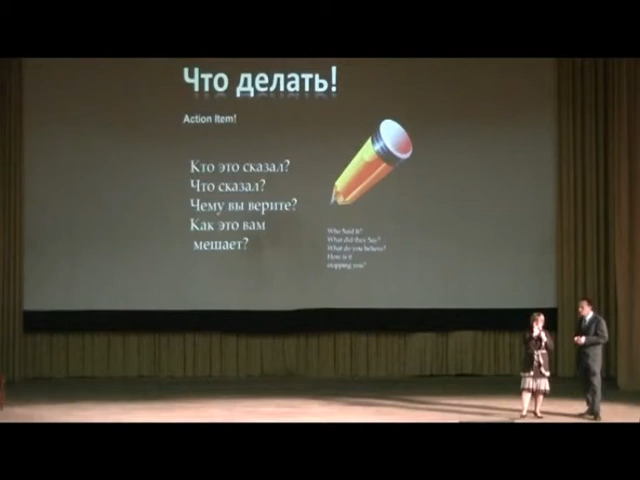 Что делать!
Action Item!
Кто это сказал?
Что сказал?
Чему вы верите?
Как это вам
мешает?
Who Said It?
What did they Say?
What do you believe?
How is it
stopping you?